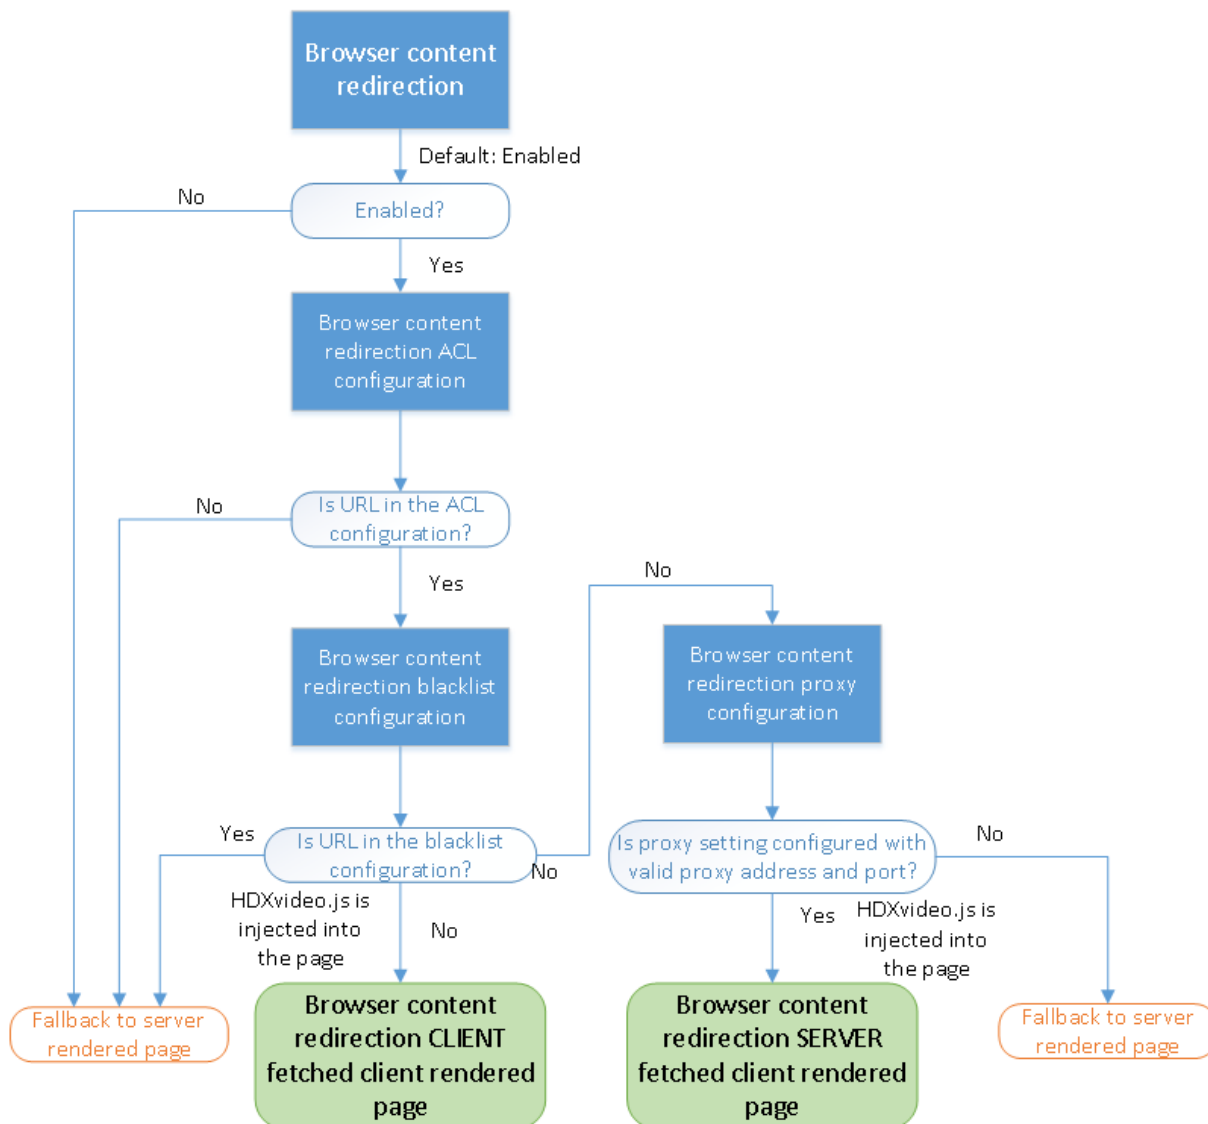 Browser content
redirection
Default: Enabled
No
Enabled?
Yes
Browser content
redirection ACL
configuration
No
Is URL in the ACL
configuration?
Yes
No
Browser content
redirection blacklist
configuration
Browser content
redirection proxy
configuration
Yes
Is URL in the blacklist
configuration?
No
Is proxy setting configured with
valid proxy address and port?
No
HDXvideo.js is
injected into
the page
No
Yes
HDXvideo.js is
injected into
the page
Fallback to server
rendered page
Browser content
redirection CLIENT
fetched client rendered
page
Browser content
redirection SERVER
fetched client rendered
page
Fallback to server
rendered page